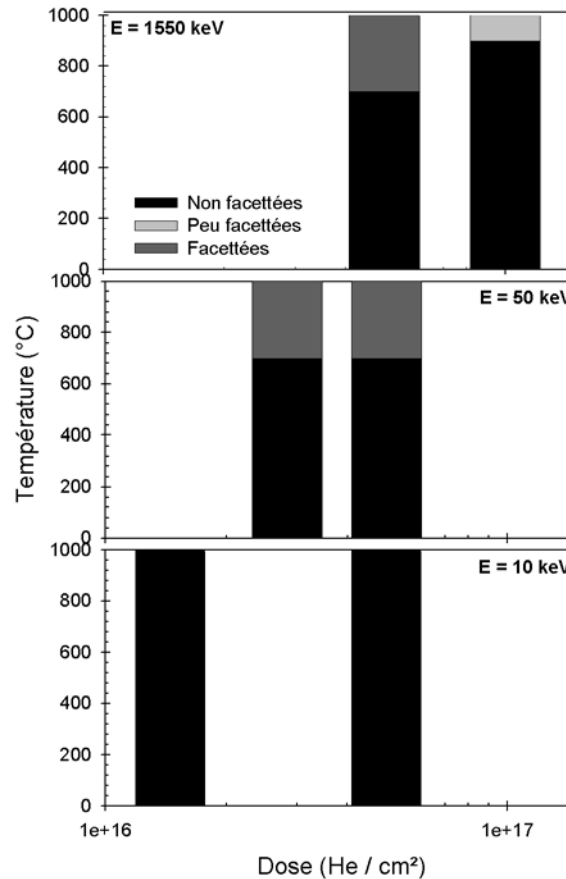 1000
E = 1550 keV
800
600
400
Non facettées
200
Peu facettées
Facettées
0
1000
E = 50 keV
800
600
400
200
0
Température (°C)
1000
E = 10 keV
800
600
400
200
0
1e+16
1e+17
Dose (He / cm²)